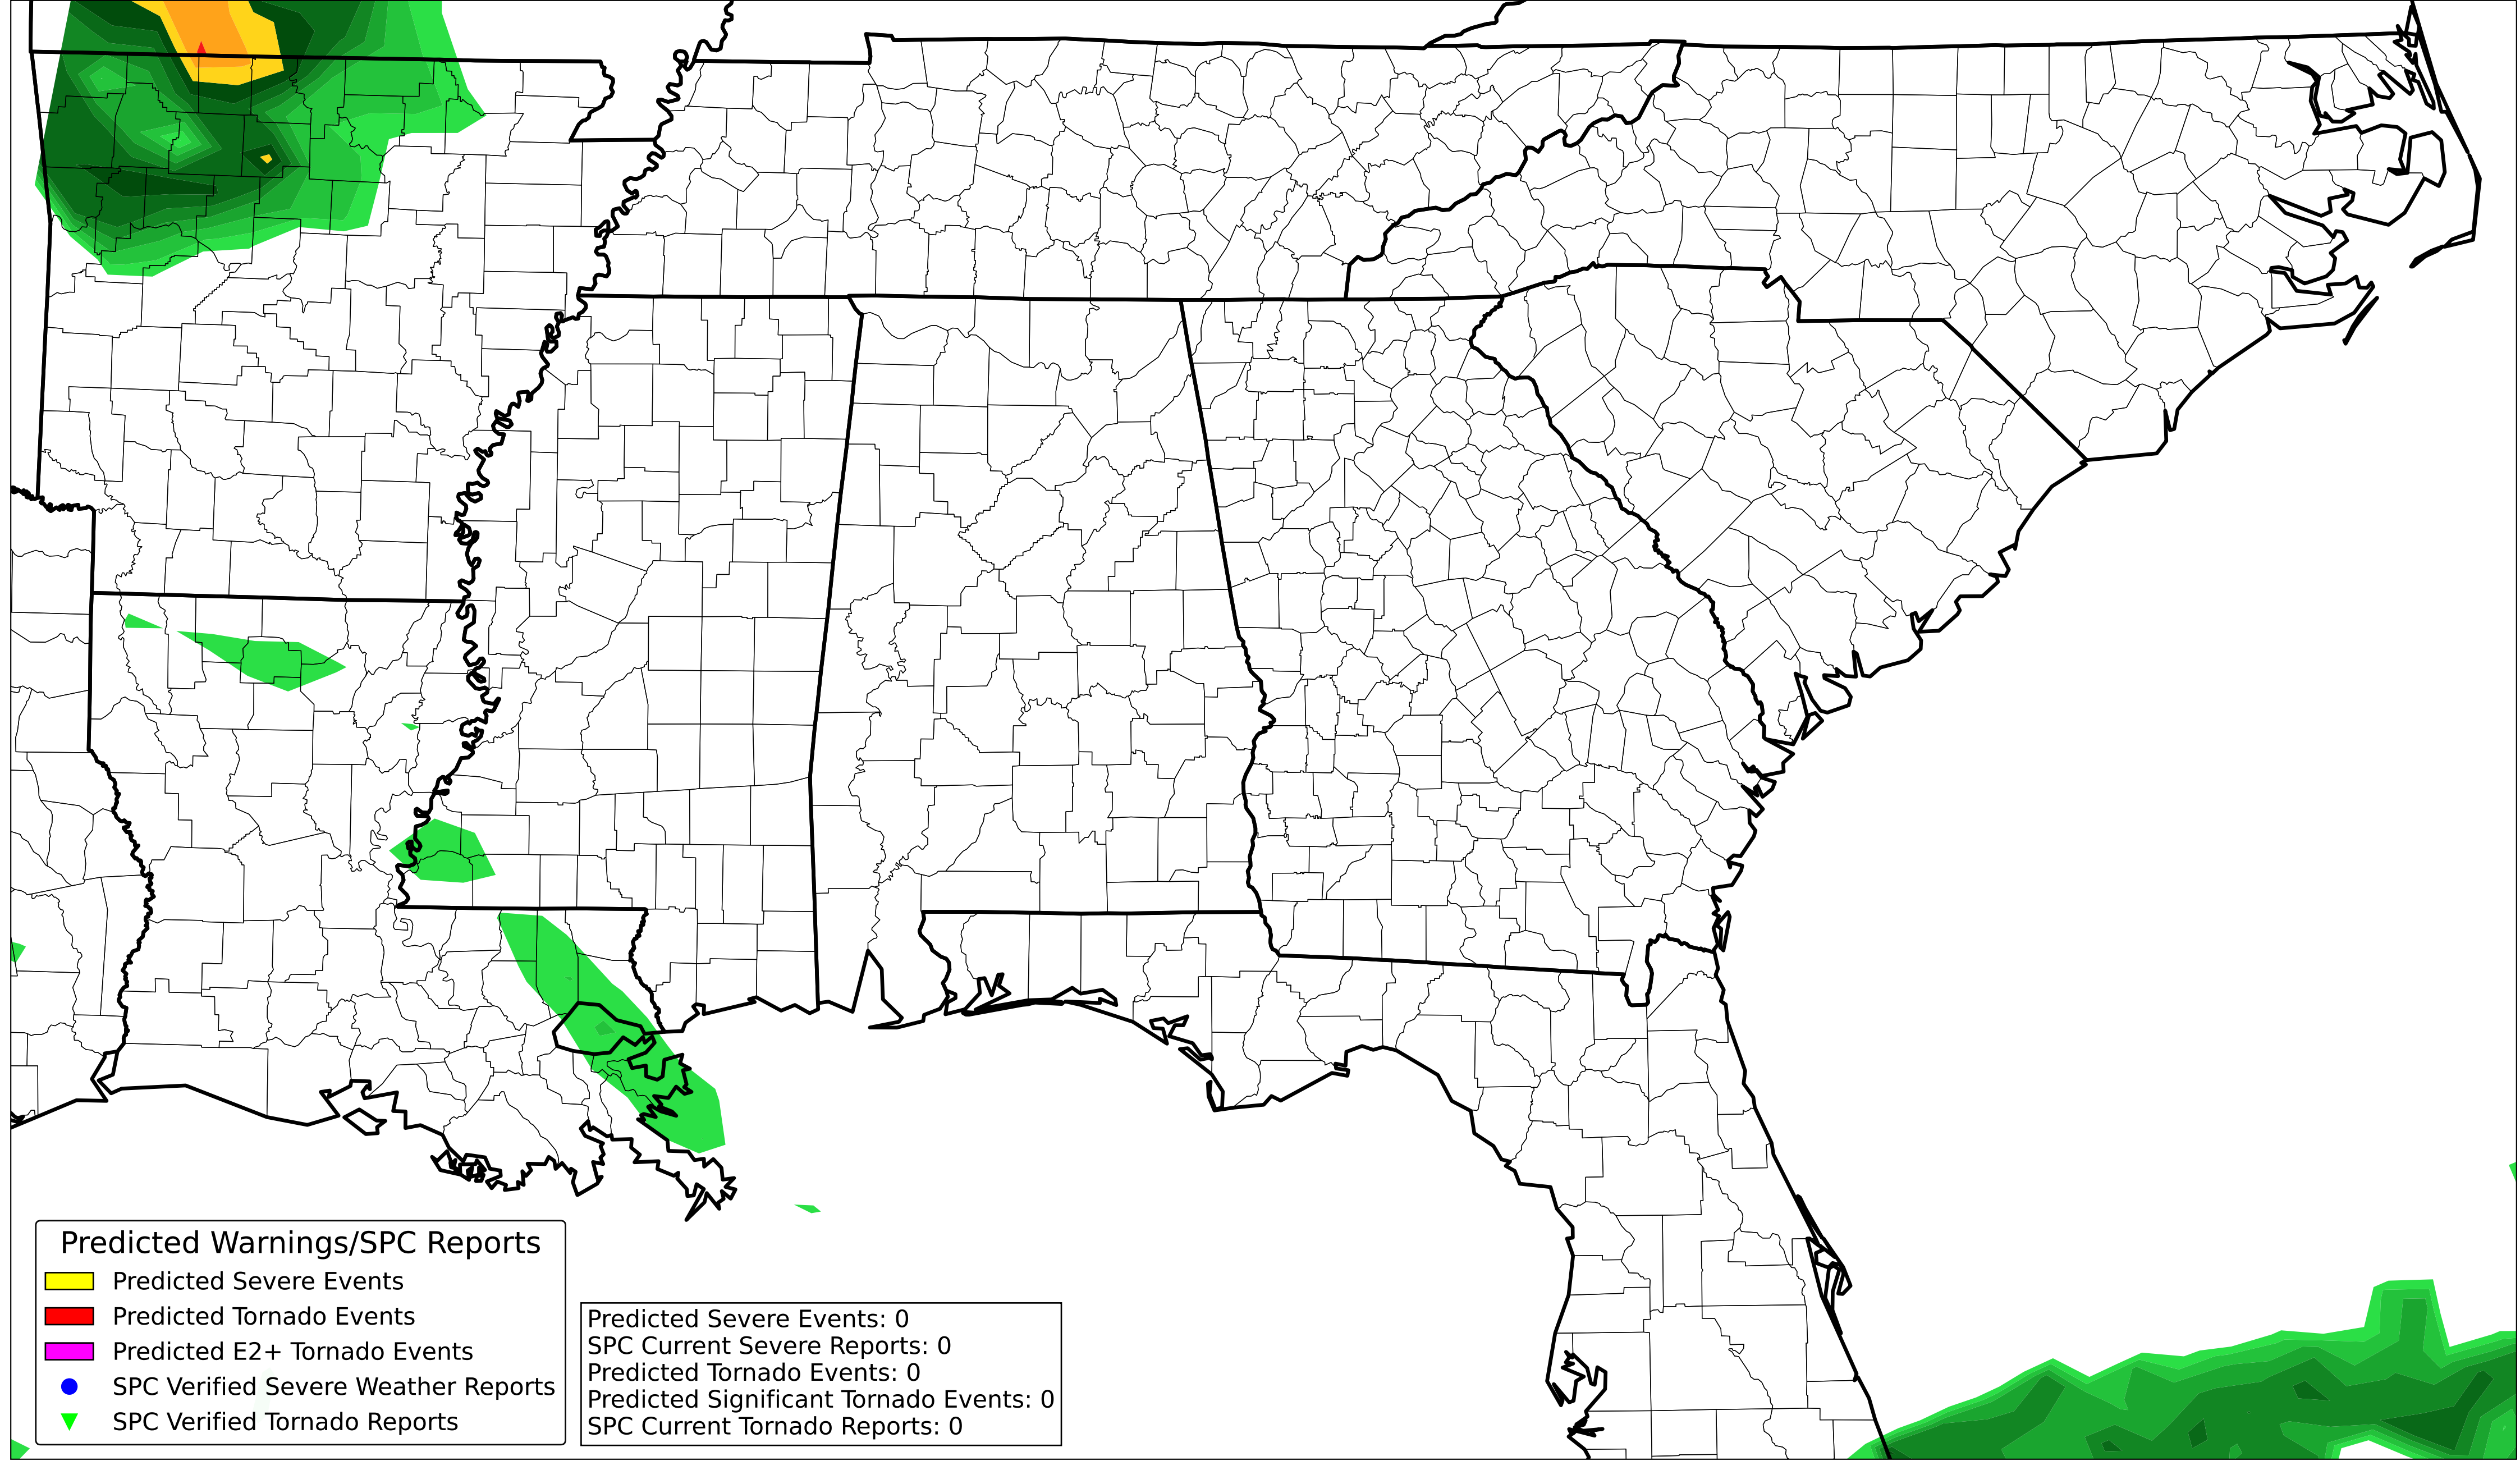 Predicted Warnings/SPC Reports
Predicted Severe Events
Predicted Tornado Events
Predicted E2+ Tornado Events
SPC Verified Severe Weather Reports
SPC Verified Tornado Reports
Predicted Severe Events: 0
SPC Current Severe Reports: 0
Predicted Tornado Events: 0
Predicted Significant Tornado Events: 0
SPC Current Tornado Reports: 0